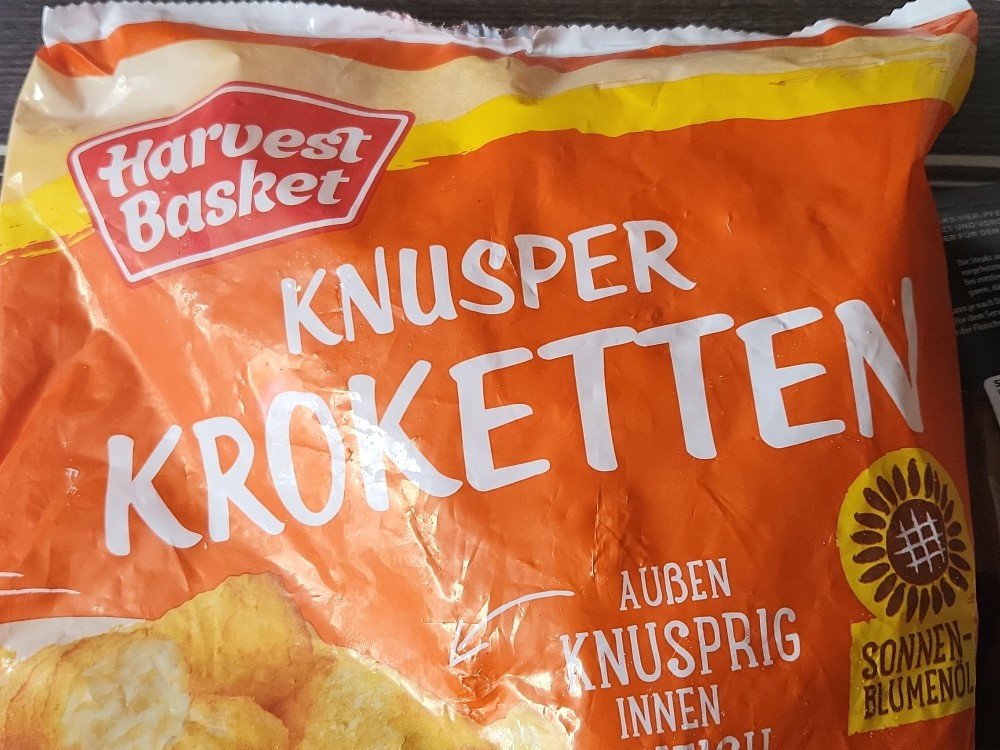 Harvest
Basket
KNUSPER
KROKETTEN
AUßEN
KNUSPRIG
INNEN
SONNEN-
BLUMENÖL